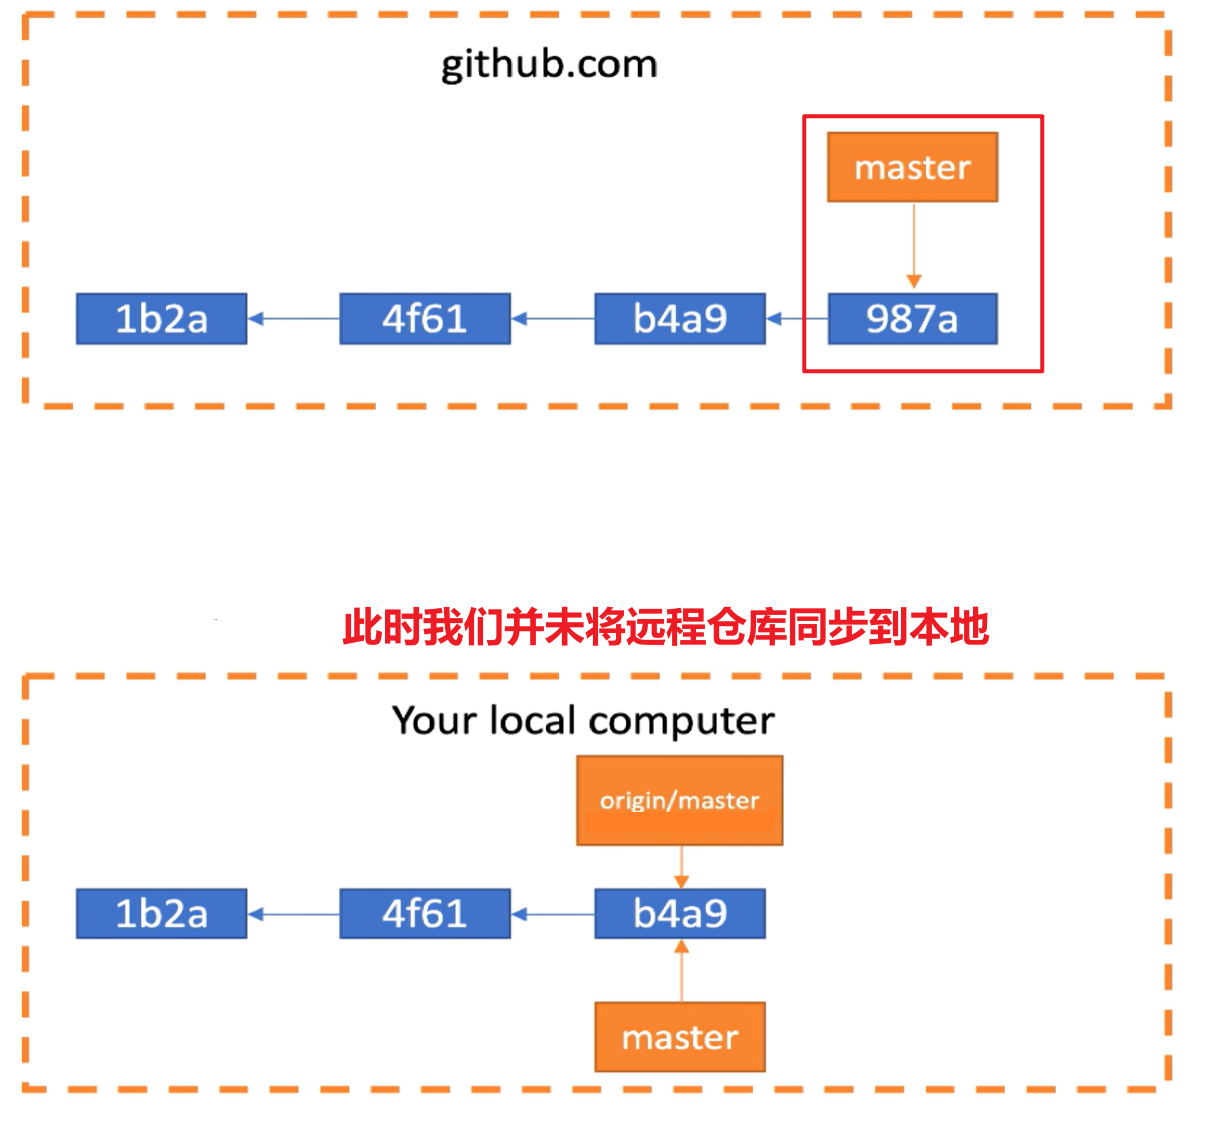 github.com
master
1b2a
4f61
b4a9
987a
此时我们并未将远程仓库同步到本地
Your local computer
origin/master
1b2a
4f61
b4a9
master